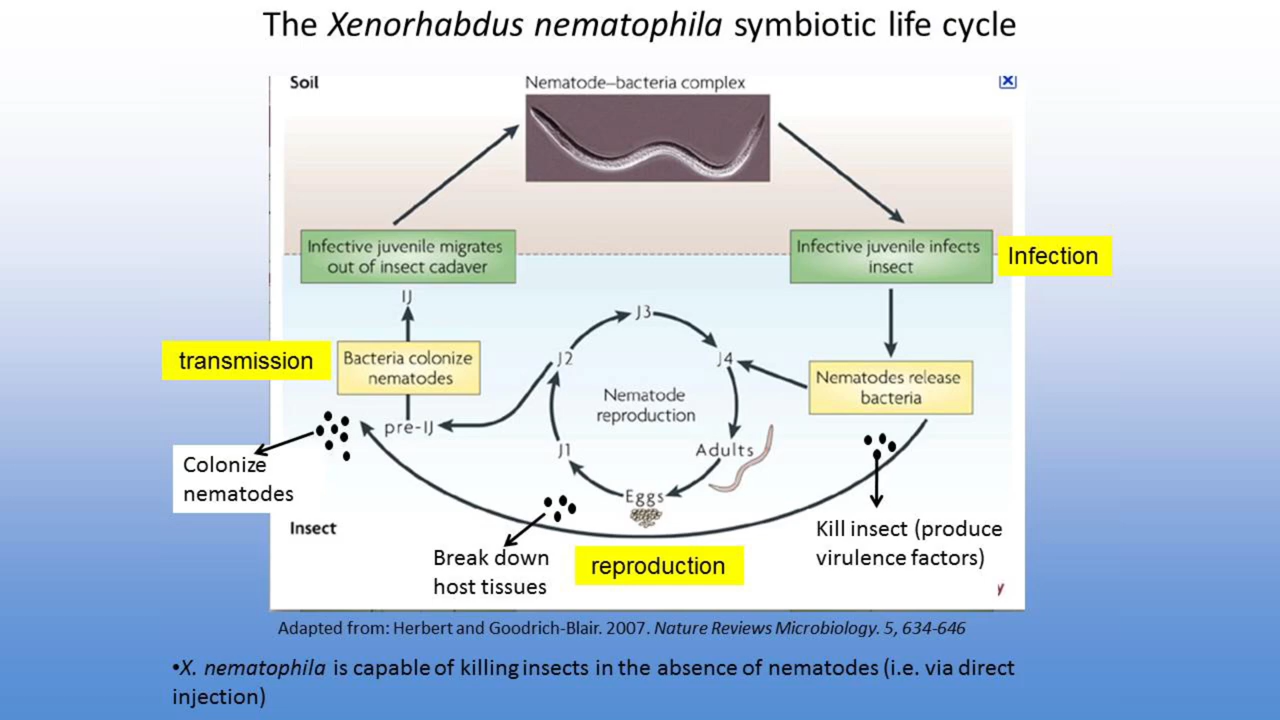 The Xenorhabdus nematophila symbiotic life cycle
Soil
Nematode–bacteria complex
Infective juvenile migrates
out of insect cadaver
Infective juvenile infects
insect
Infection
IJ
J3
transmission
Bacteria colonize
nematodes
J2
J4
Nematodes release
bacteria
Nematode
reproduction
pre-IJ
J1
Adults
Colonize
nematodes
Eggs
Insect
Kill insect (produce
virulence factors)
Break down
host tissues
reproduction
y
Adapted from: Herbert and Goodrich-Blair. 2007. Nature Reviews Microbiology. 5, 634-646
•X. nematophila is capable of killing insects in the absence of nematodes (i.e. via direct
injection)